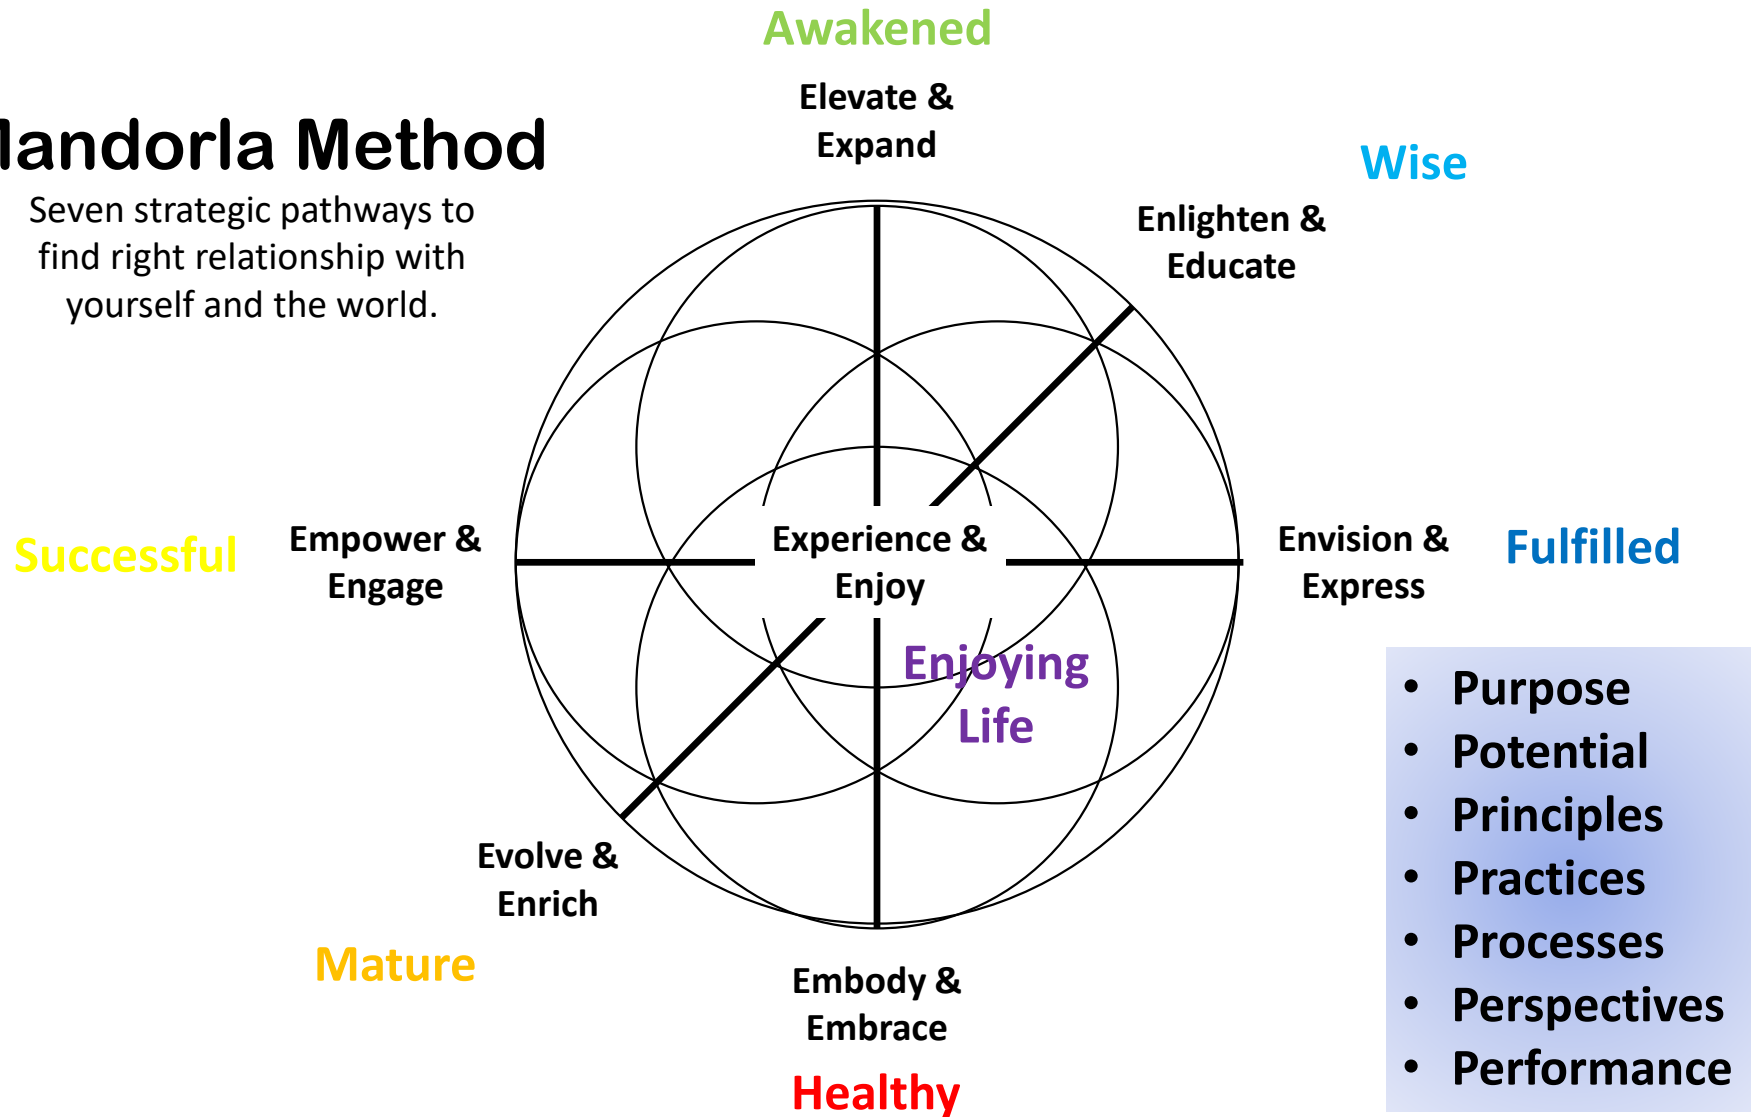 Awakened
Elevate &
Expand
Mandorla Method
Seven strategic pathways to
find right relationship with
yourself and the world.
Wise
Enlighten &
Educate
Successful
Empower &
Engage
Experience &
Enjoy
Envision &
Express
Fulfilled
Enjoying
Life
• Purpose
• Potential
• Principles
• Practices
• Processes
• Perspectives
• Performance
Evolve &
Enrich
Mature
Embody &
Embrace
Healthy